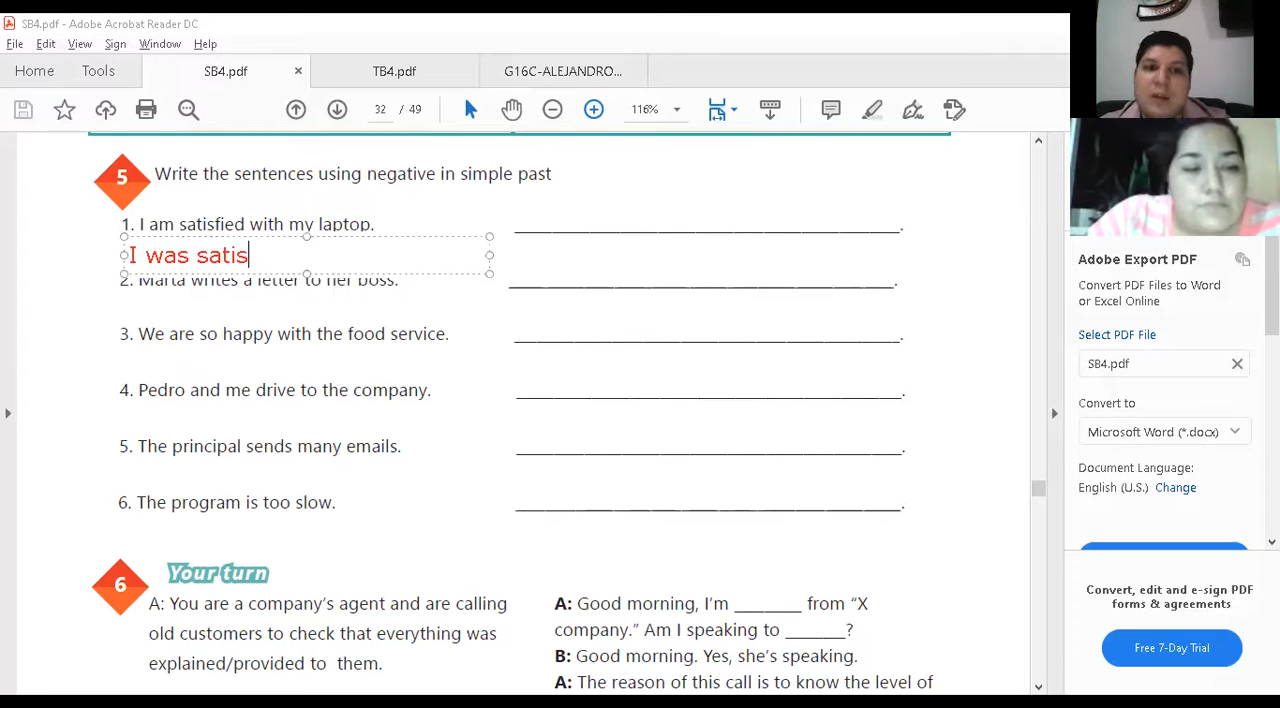 SB4.pdf - Adobe Acrobat Reader DC
File Edit View Sign Window Help
Home Tools SB4.pdf × TB4.pdf G16C-ALEJANDRO...
32 / 49 116%
5 Write the sentences using negative in simple past
1. I am satisfied with my laptop. ______________________________.
I was satis
2. Marta writes a letter to her boss. ______________________________.
3. We are so happy with the food service. ______________________________.
4. Pedro and me drive to the company. ______________________________.
5. The principal sends many emails. ______________________________.
6. The program is too slow. ______________________________.
6 Your turn
A: You are a company's agent and are calling
old customers to check that everything was
explained/provided to them.
A: Good morning, I'm ________ from "X
company." Am I speaking to _______?
B: Good morning. Yes, she's speaking.
A: The reason of this call is to know the level of
Adobe Export PDF
Convert PDF Files to Word
or Excel Online
Select PDF File
SB4.pdf
Convert to
Microsoft Word (*.docx)
Document Language:
English (U.S.) Change
Convert, edit and e-sign PDF
forms & agreements
Free 7-Day Trial